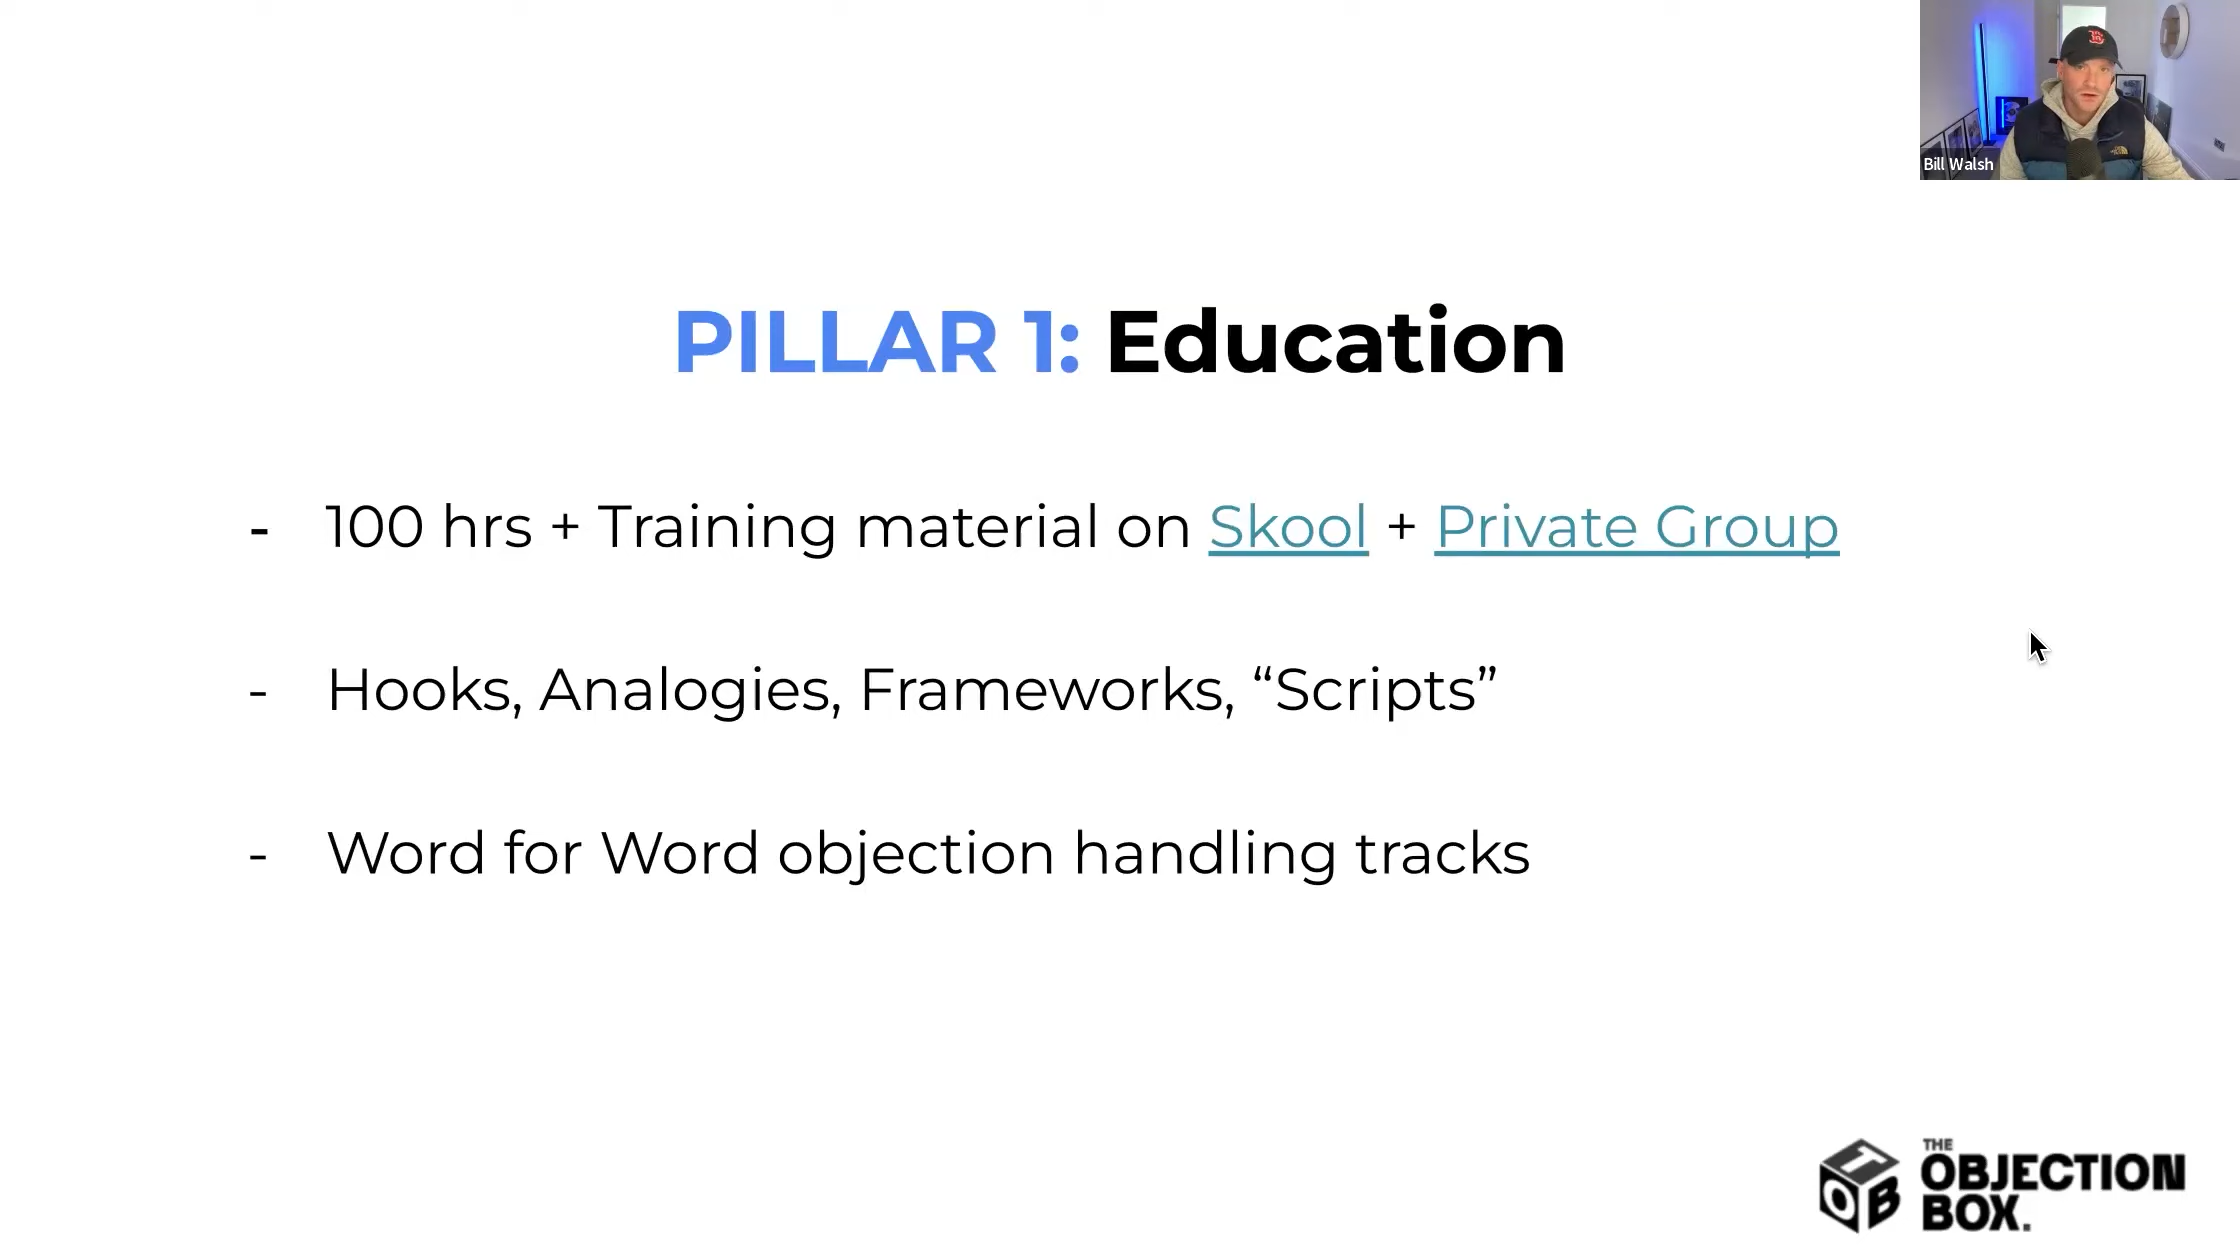 Bill Walsh
PILLAR 1: Education
- 100 hrs + Training material on Skool + Private Group
- Hooks, Analogies, Frameworks, “Scripts”
- Word for Word objection handling tracks
TOB
THE
OBJECTION
BOX.